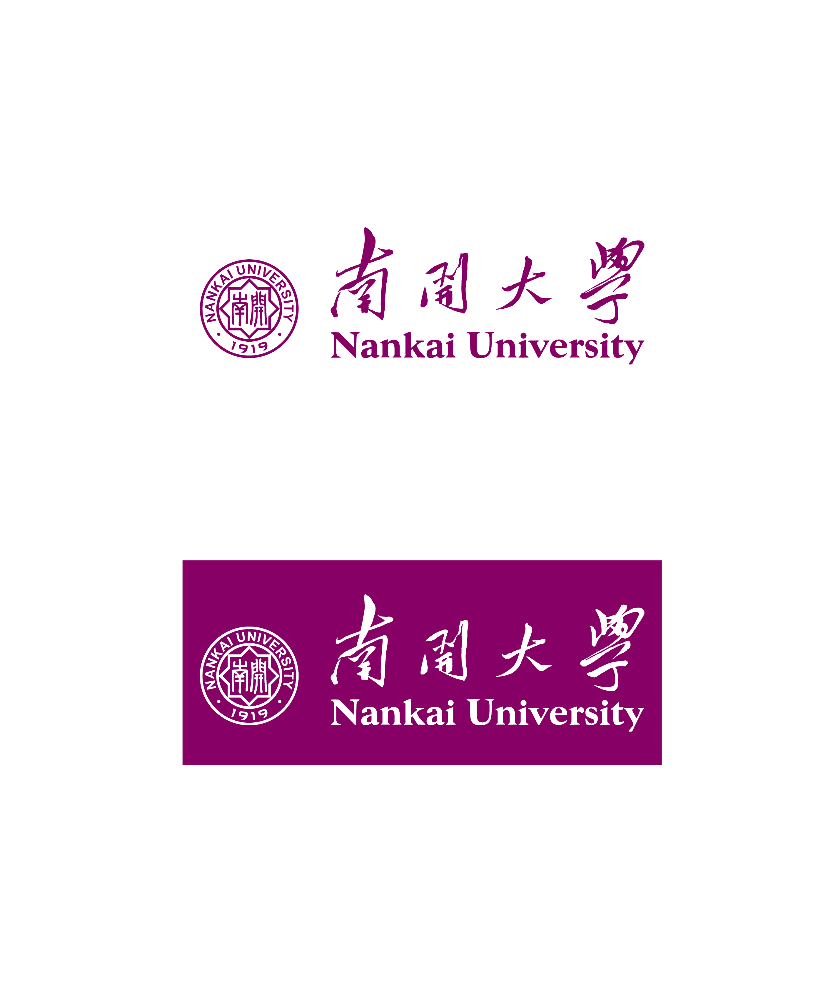 NANKAI UNIVERSITY
南開
· 1919 ·
南開大學
Nankai University
NANKAI UNIVERSITY
南開
· 1919 ·
南開大學
Nankai University